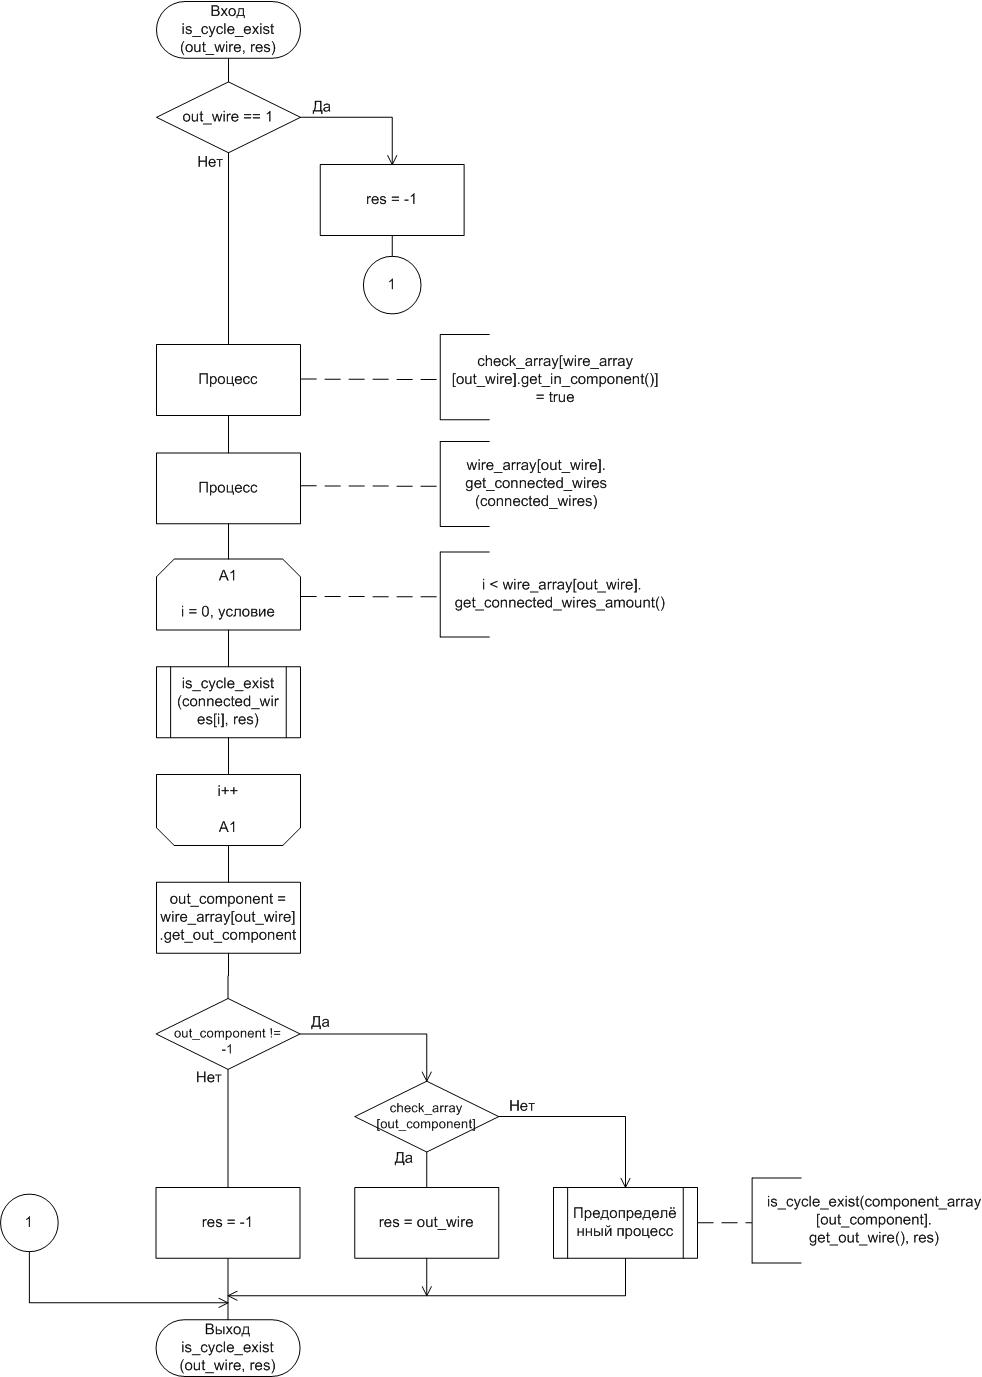 Вход
is_cycle_exist
(out_wire, res)
out_wire == 1
Да
Нет
res = -1
1
Процесс
check_array[wire_array
[out_wire].get_in_component()]
= true
Процесс
wire_array[out_wire].
get_connected_wires
(connected_wires)
A1
i = 0, условие
i < wire_array[out_wire].
get_connected_wires_amount()
is_cycle_exist
(connected_wir
es[i], res)
i++
A1
out_component =
wire_array[out_wire]
.get_out_component
out_component !=
-1
Да
Нет
check_array
[out_component]
Нет
Да
1
res = -1
res = out_wire
Предопределё
нный процесс
is_cycle_exist(component_array
[out_component].
get_out_wire(), res)
Выход
is_cycle_exist
(out_wire, res)